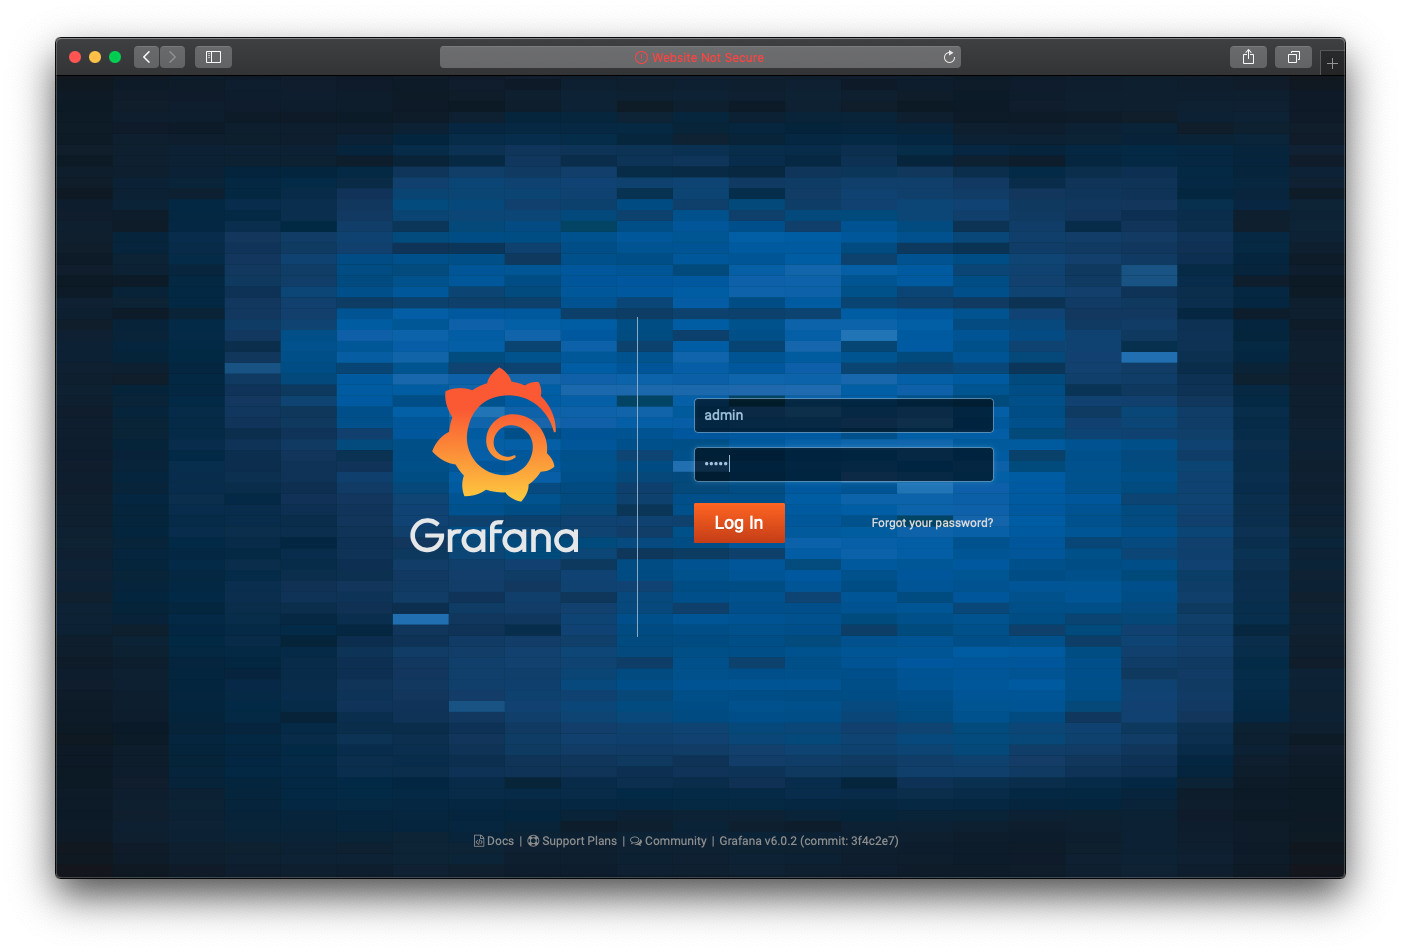 Website Not Secure
admin
•••••
Log In
Forgot your password?
Grafana
Docs | Support Plans | Community | Grafana v6.0.2 (commit: 3f4c2e7)